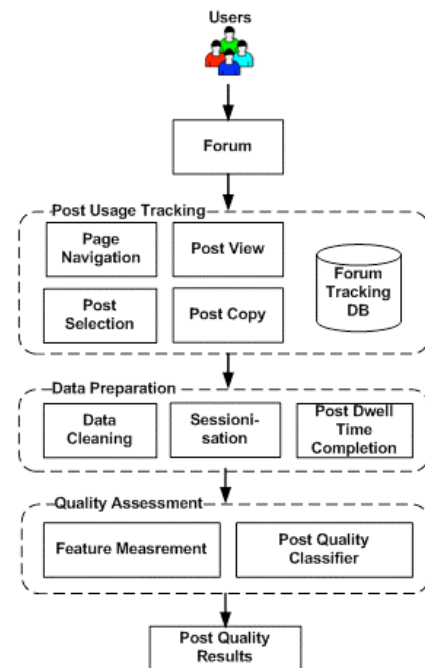 Users
Forum
Post Usage Tracking
Page
Navigation
Post View
Forum
Tracking
DB
Post
Selection
Post Copy
Data Preparation
Data
Cleaning
Sessioni-
sation
Post Dwell
Time
Completion
Quality Assessment
Feature Measrement
Post Quality
Classifier
Post Quality
Results